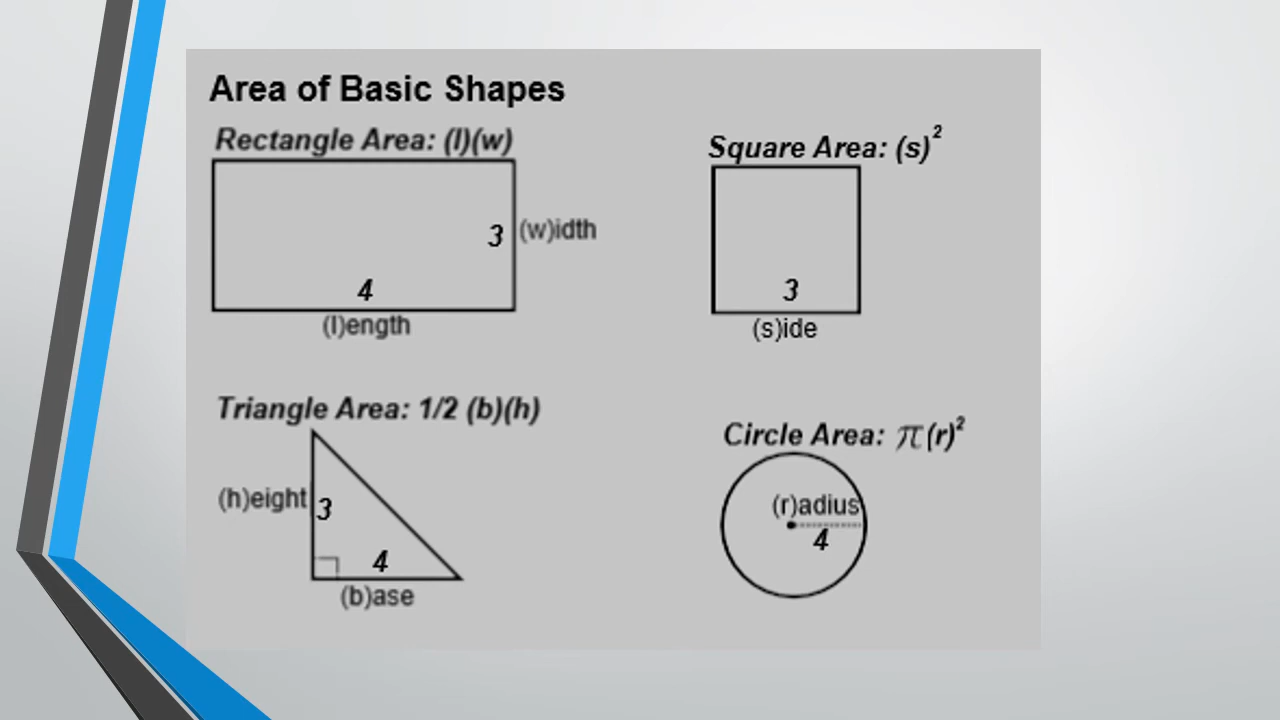 Area of Basic Shapes
Rectangle Area: (l)(w)
3 (w)idth
4
(l)ength
Square Area: (s)²
3
(s)ide
Triangle Area: 1/2 (b)(h)
(h)eight 3
4
(b)ase
Circle Area: π(r)²
(r)adius
4